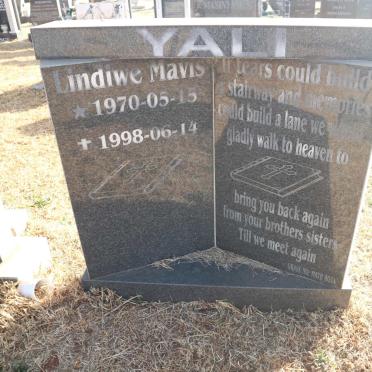 YALI
Lindiwe Mavis
1970-05-15
1998-06-14
If tears could build
stairway and memories
could build a lane we
gladly walk to heaven to
bring you back again
from your brothers sisters
Till we meet again